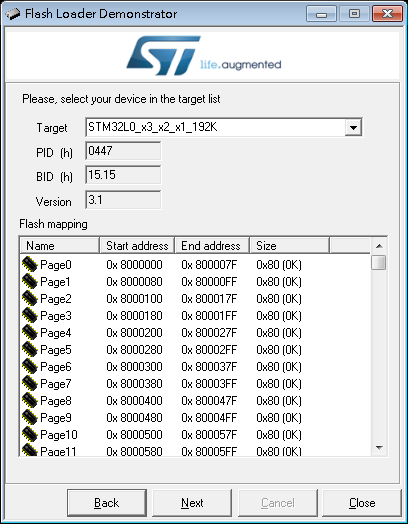 Flash Loader Demonstrator
ST
life.augmented
Please, select your device in the target list
Target STM32L0_x3_x2_x1_192K
PID (h) 0447
BID (h) 15.15
Version 3.1
Flash mapping
Name Start address End address Size
Page0 0x 8000000 0x 800007F 0x80 (0K)
Page1 0x 8000080 0x 80000FF 0x80 (0K)
Page2 0x 8000100 0x 800017F 0x80 (0K)
Page3 0x 8000180 0x 80001FF 0x80 (0K)
Page4 0x 8000200 0x 800027F 0x80 (0K)
Page5 0x 8000280 0x 80002FF 0x80 (0K)
Page6 0x 8000300 0x 800037F 0x80 (0K)
Page7 0x 8000380 0x 80003FF 0x80 (0K)
Page8 0x 8000400 0x 800047F 0x80 (0K)
Page9 0x 8000480 0x 80004FF 0x80 (0K)
Page10 0x 8000500 0x 800057F 0x80 (0K)
Page11 0x 8000580 0x 80005FF 0x80 (0K)
Back Next Cancel Close